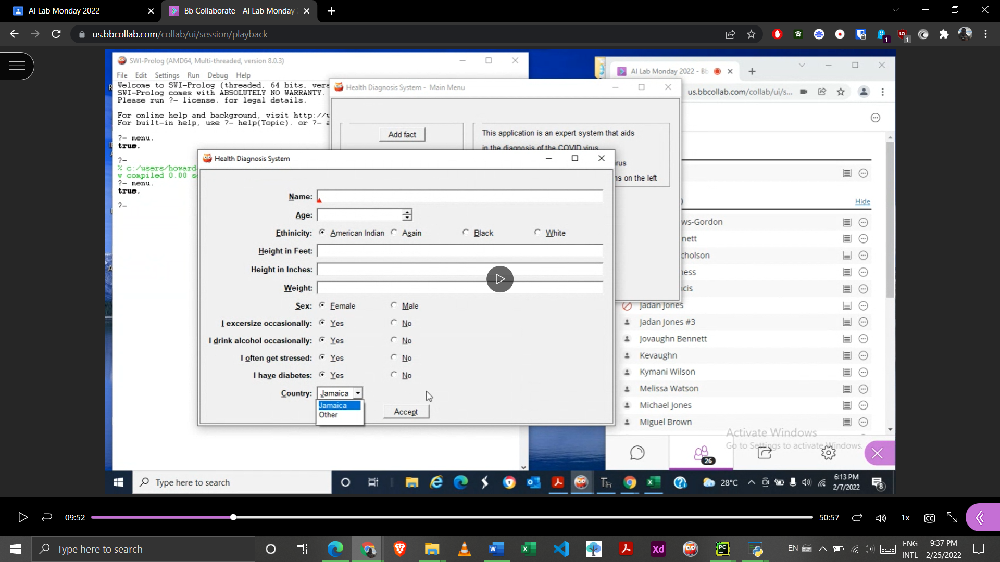 AI Lab Monday 2022
Bb Collaborate - AI Lab Monday
us.bbcollab.com/collab/ui/session/playback
1
1
SWI-Prolog (AMD64, Multi-threaded, version 8.0.3)
File Edit Settings Run Debug Help
Welcome to SWI-Prolog (threaded, 64 bits,
SWI-Prolog comes with ABSOLUTELY NO WARRANTY.
Please run ?- license. for legal details.
For online help and background, visit
For built-in help, use ?- help(Topic). or ?-
?- menu.
true.
?-
% c:/users/howard
w compiled 0.00
?- menu.
true.
?-
Health Diagnosis System - Main Menu
Add fact
This application is an expert system that aids
in the diagnosis of the COVID virus
rus
ns on the left
Health Diagnosis System
Name:
Age:
Ethinicity: American Indian Again Black White
Height in Feet:
Height in Inches:
Weight:
Sex: Female Male
I excersize occasionally: Yes No
I drink alcohol occasionally: Yes No
I often get stressed: Yes No
I have diabetes: Yes No
Country: Jamaica
Jamaica
Other
Accept
AI Lab Monday 2022 - Bb
us.bbcollab.com/collab/ui/s...
Hide
ws-Gordon
nett
cholson
ness
cis
Jadan Jones
Jadan Jones #3
Jovaughn Bennett
Kevaughn
Kymani Wilson
Melissa Watson
Michael Jones
Miguel Brown
Activate Windows
Go to Settings to activate Windows.
26
Type here to search
28°C
6:13 PM
2/7/2022
8
09:52
50:57
1x
CC
Type here to search
Xd
PC
EN
ENG
INTL
9:37 PM
2/25/2022